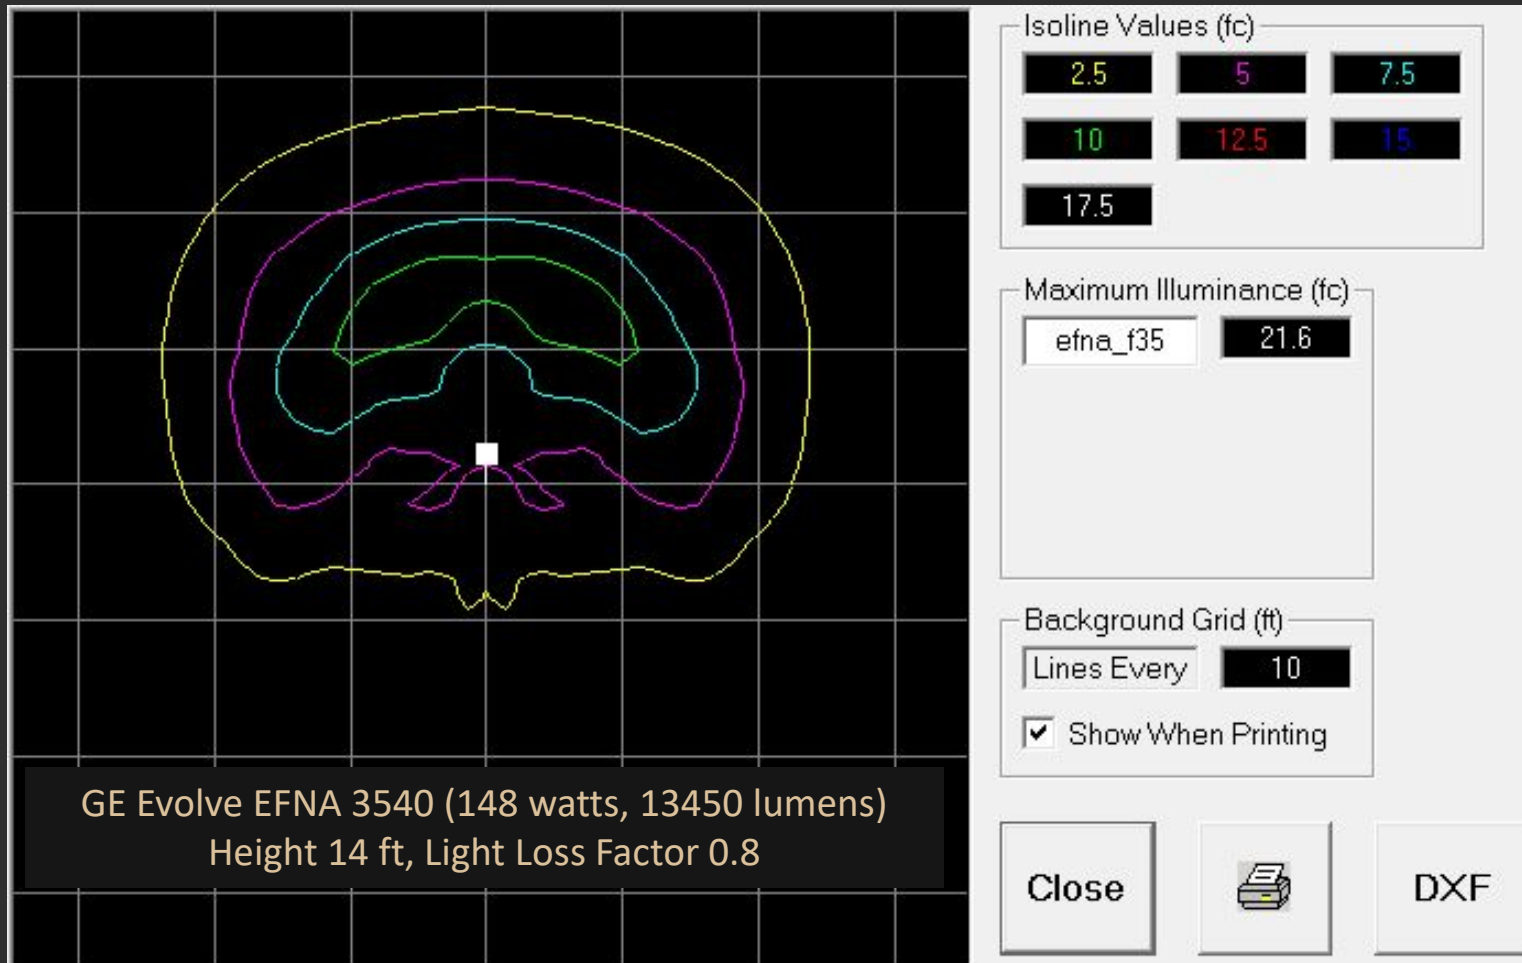 Isoline Values (fc)
2.5 5 7.5
10 12.5 15
17.5
Maximum Illuminance (fc)
efna_f35 21.6
Background Grid (ft)
Lines Every 10
Show When Printing
GE Evolve EFNA 3540 (148 watts, 13450 lumens)
Height 14 ft, Light Loss Factor 0.8
Close DXF